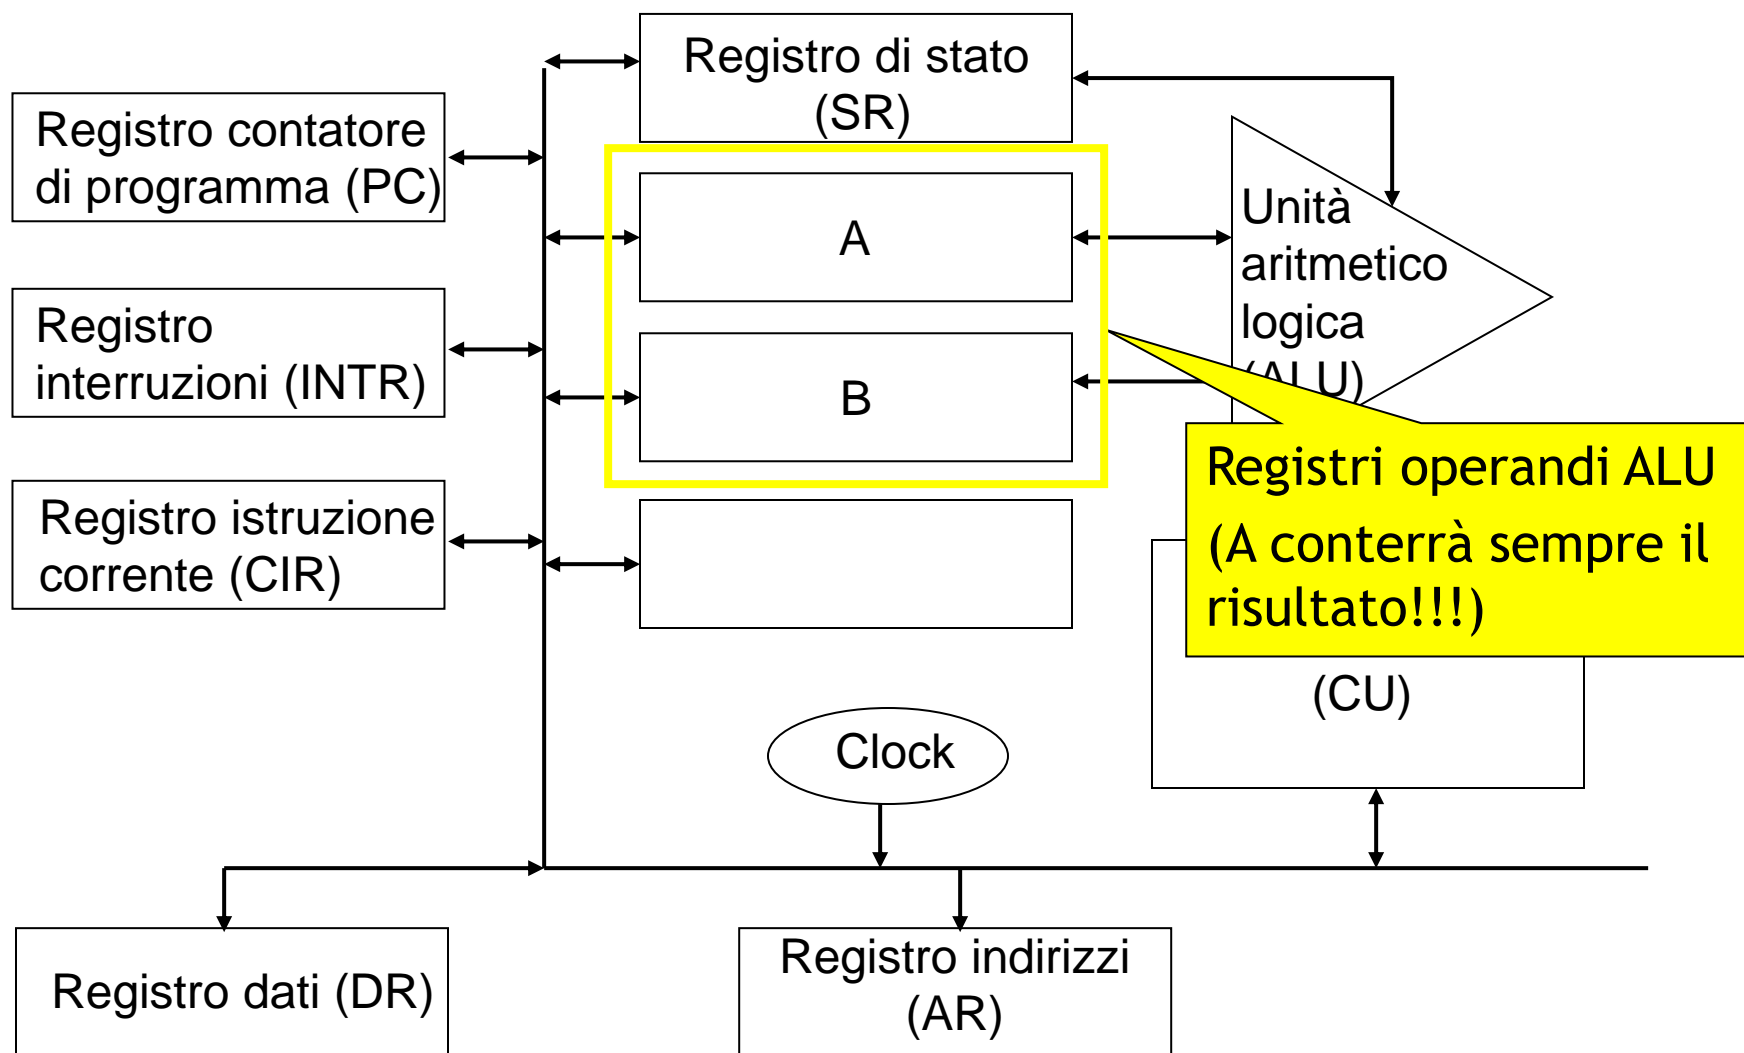 Registro di stato
(SR)
Registro contatore
di programma (PC)
A
Unità
aritmetico
logica
(ALU)
Registro
interruzioni (INTR)
B
Registri operandi ALU
(A conterrà sempre il
risultato!!!)
Registro istruzione
corrente (CIR)
(CU)
Clock
Registro dati (DR)
Registro indirizzi
(AR)